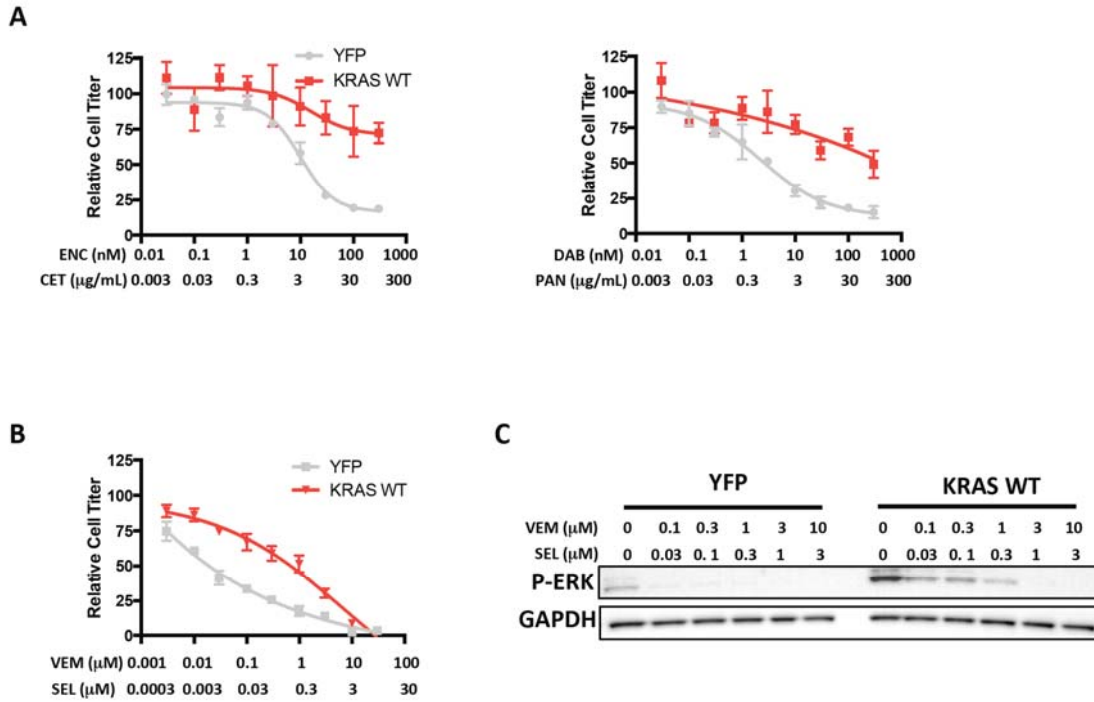 A
YFP
KRAS WT
Relative Cell Titer
125
100
75
50
25
0
ENC (nM) 0.01 0.1 1 10 100 1000
CET (μg/mL) 0.003 0.03 0.3 3 30 300
Relative Cell Titer
125
100
75
50
25
0
DAB (nM) 0.01 0.1 1 10 100 1000
PAN (μg/mL) 0.003 0.03 0.3 3 30 300
B
YFP
KRAS WT
Relative Cell Titer
125
100
75
50
25
0
VEM (μM) 0.001 0.01 0.1 1 10 100
SEL (μM) 0.0003 0.003 0.03 0.3 3 30
C
YFP KRAS WT
VEM (μM) 0 0.1 0.3 1 3 10 0 0.1 0.3 1 3 10
SEL (μM) 0 0.03 0.1 0.3 1 3 0 0.03 0.1 0.3 1 3
P-ERK
GAPDH